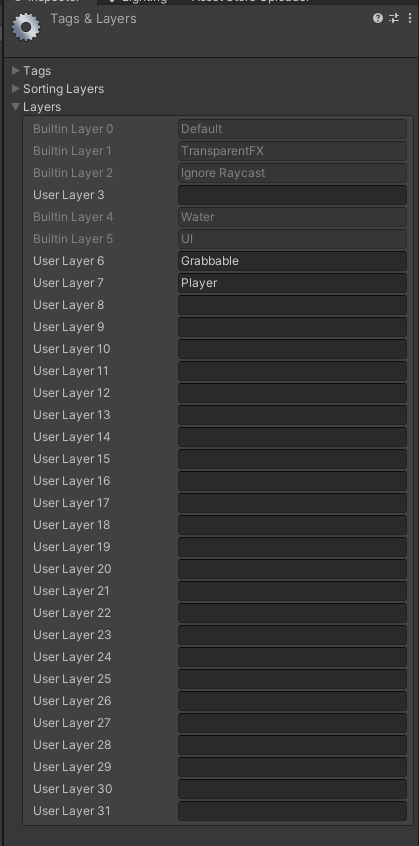 Inspector Lighting Asset Store Uploader
Tags & Layers
Tags
Sorting Layers
Layers
Builtin Layer 0 Default
Builtin Layer 1 TransparentFX
Builtin Layer 2 Ignore Raycast
User Layer 3
Builtin Layer 4 Water
Builtin Layer 5 UI
User Layer 6 Grabbable
User Layer 7 Player
User Layer 8
User Layer 9
User Layer 10
User Layer 11
User Layer 12
User Layer 13
User Layer 14
User Layer 15
User Layer 16
User Layer 17
User Layer 18
User Layer 19
User Layer 20
User Layer 21
User Layer 22
User Layer 23
User Layer 24
User Layer 25
User Layer 26
User Layer 27
User Layer 28
User Layer 29
User Layer 30
User Layer 31